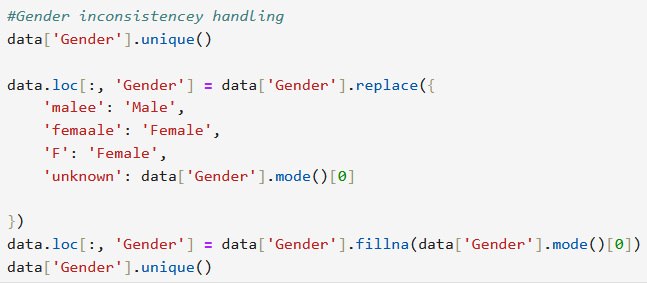 #Gender inconsistencey handling
data['Gender'].unique()
data.loc[:, 'Gender'] = data['Gender'].replace({
    'malee': 'Male',
    'femaale': 'Female',
    'F': 'Female',
    'unknown': data['Gender'].mode()[0]
})
data.loc[:, 'Gender'] = data['Gender'].fillna(data['Gender'].mode()[0])
data['Gender'].unique()